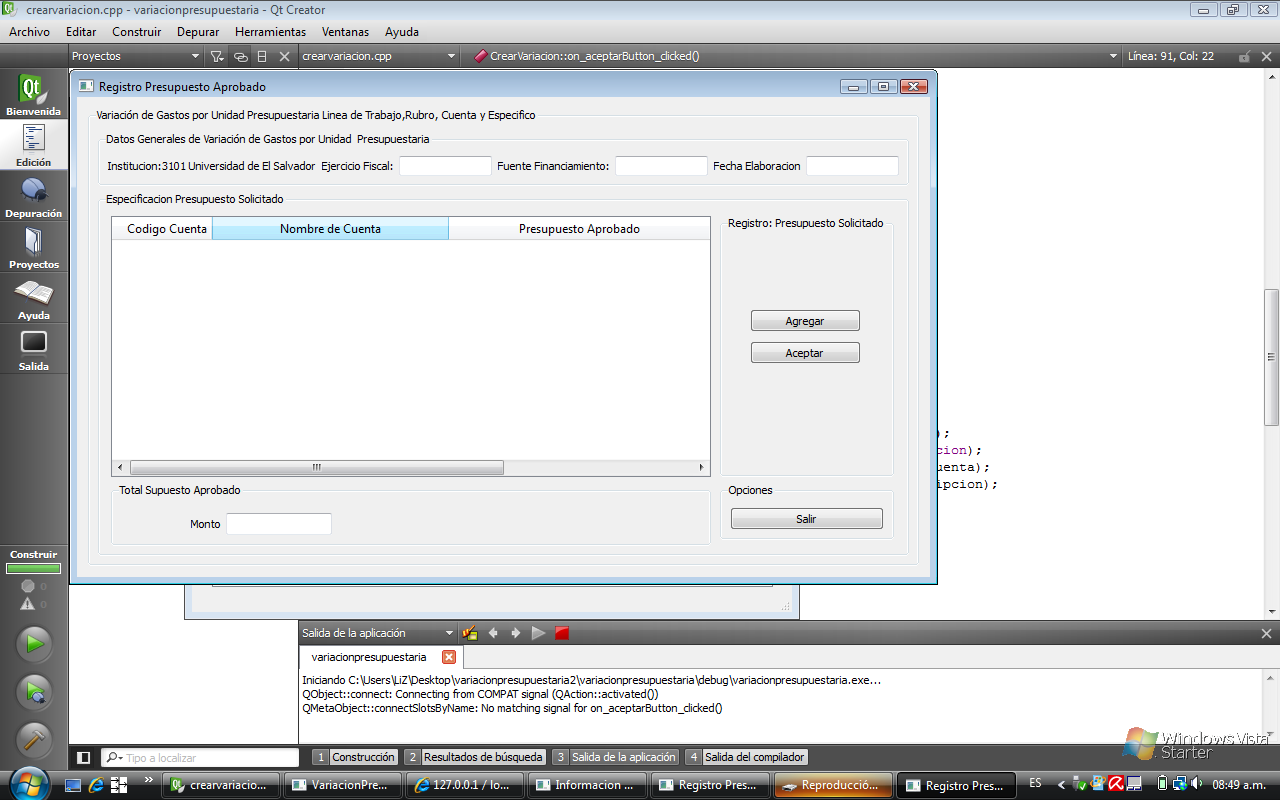 crearvariacion.cpp - variacionpresupuestaria - Qt Creator
Archivo Editar Construir Depurar Herramientas Ventanas Ayuda
Proyectos crearvariacion.cpp CrearVariacion::on_aceptarButton_clicked() Línea: 91, Col: 22
Qt
Bienvenida
Edición
Depuración
Proyectos
Ayuda
Salida
Registro Presupuesto Aprobado
Variación de Gastos por Unidad Presupuestaria Linea de Trabajo,Rubro, Cuenta y Especifico
Datos Generales de Variación de Gastos por Unidad Presupuestaria
Institucion:3101 Universidad de El Salvador Ejercicio Fiscal: Fuente Financiamiento: Fecha Elaboracion
Especificacion Presupuesto Solicitado
Codigo Cuenta Nombre de Cuenta Presupuesto Aprobado
Registro: Presupuesto Solicitado
Agregar
Aceptar
Total Supuesto Aprobado
Monto
Opciones
Salir
);
cion);
uenta);
ipcion);
Construir
0
0
Salida de la aplicación
variacionpresupuestaria
Iniciando C:\Users\LiZ\Desktop\variacionpresupuestaria2\variacionpresupuestaria\debug\variacionpresupuestaria.exe...
QObject::connect: Connecting from COMPAT signal (QAction::activated())
QMetaObject::connectSlotsByName: No matching signal for on_aceptarButton_clicked()
Windows Vista
Starter
Tipo a localizar 1 Construcción 2 Resultados de búsqueda 3 Salida de la aplicación 4 Salida del compilador
» crearvariacio... VariacionPre... 127.0.0.1 / lo... Informacion ... Registro Pres... Reproducció... Registro Pres... ES 08:49 a.m.